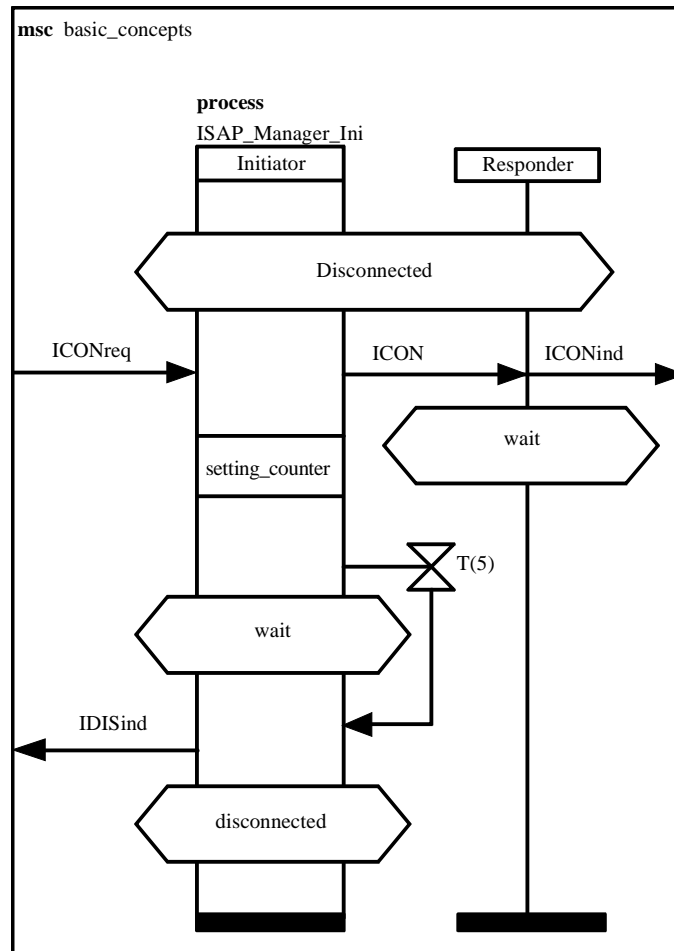 msc basic_concepts
process
ISAP_Manager_Ini
Initiator
Responder
Disconnected
ICONreq
ICON
ICONind
wait
setting_counter
T(5)
wait
IDISind
disconnected